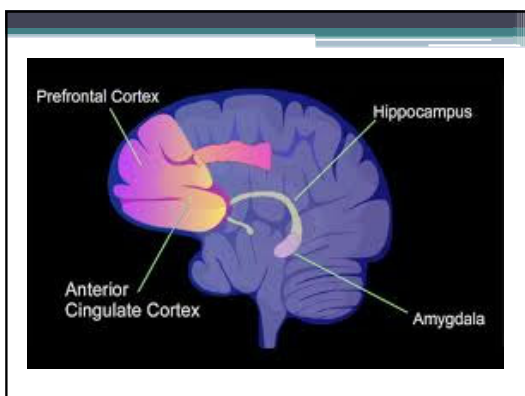 Prefrontal Cortex
Hippocampus
Anterior
Cingulate Cortex
Amygdala